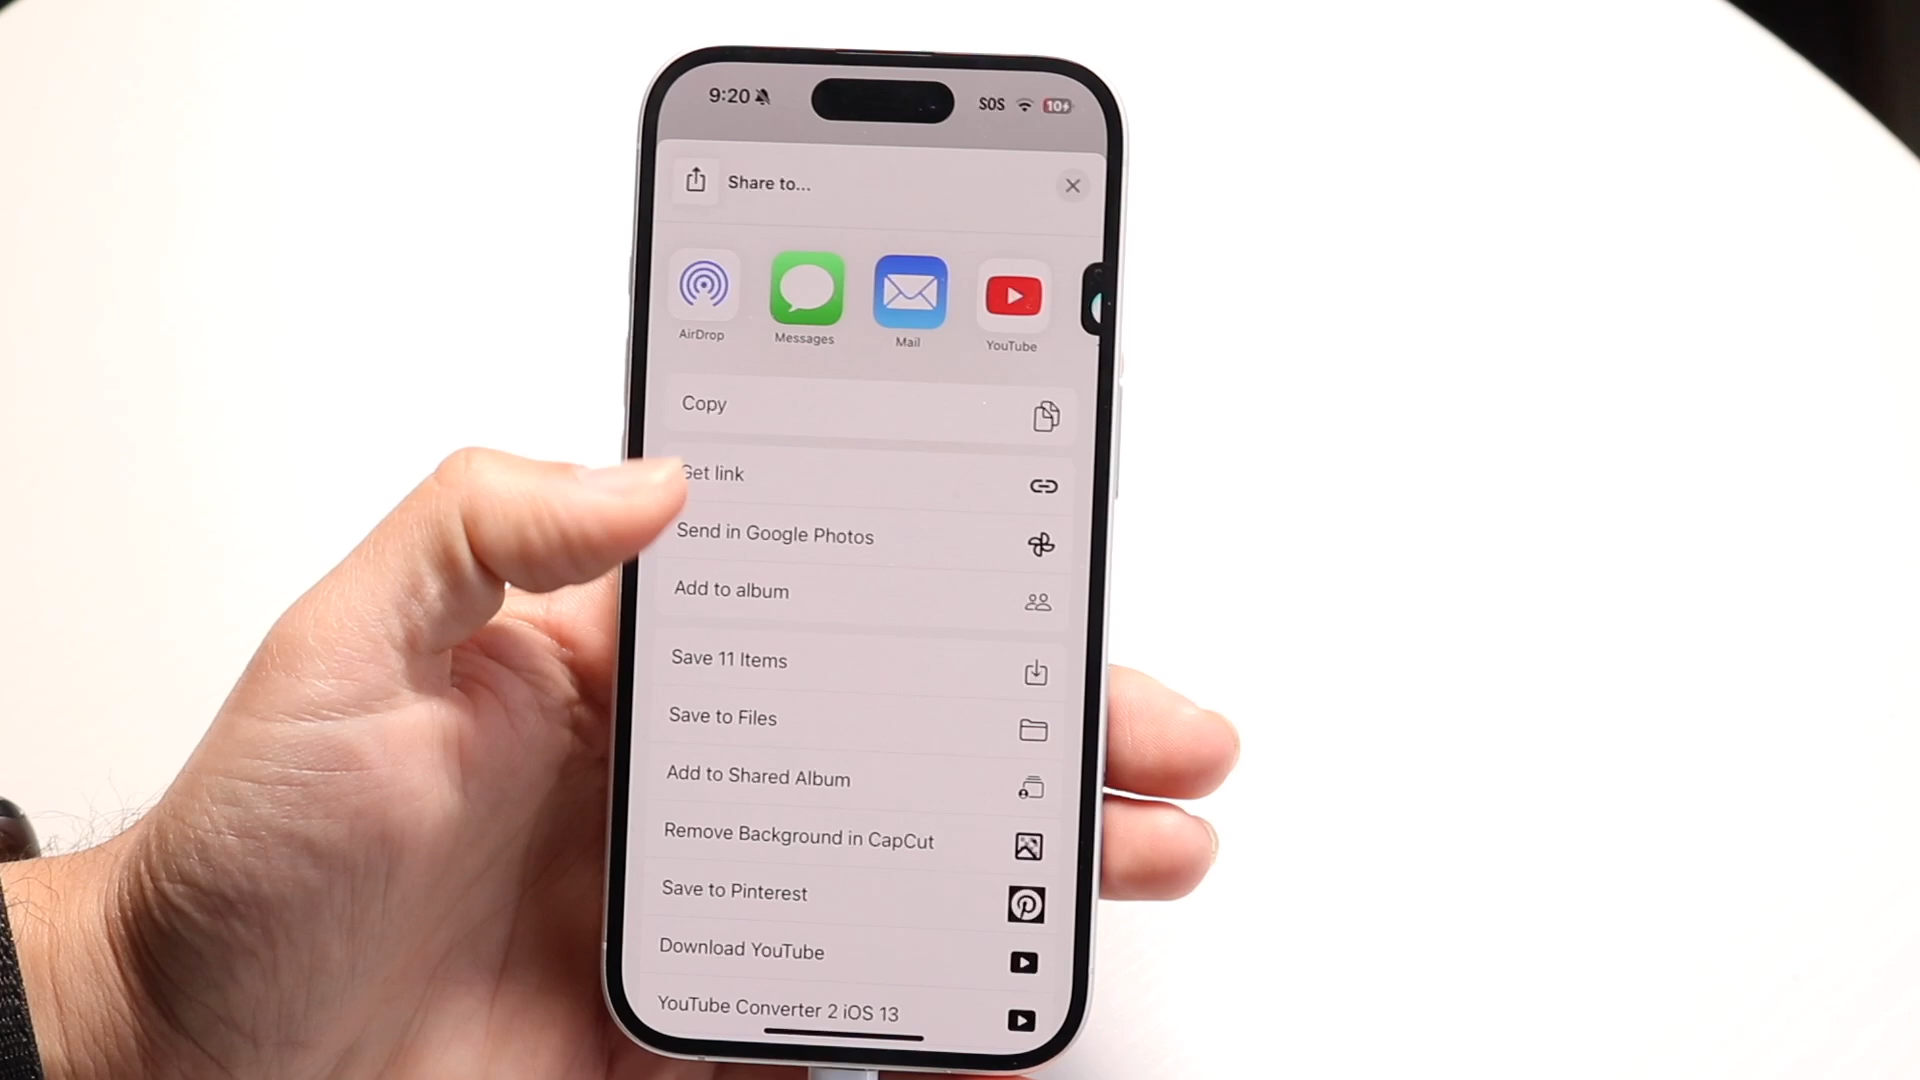 9:20
SOS
10
Share to...
AirDrop
Messages
Mail
YouTube
Copy
Get link
Send in Google Photos
Add to album
Save 11 Items
Save to Files
Add to Shared Album
Remove Background in CapCut
Save to Pinterest
Download YouTube
YouTube Converter 2 iOS 13